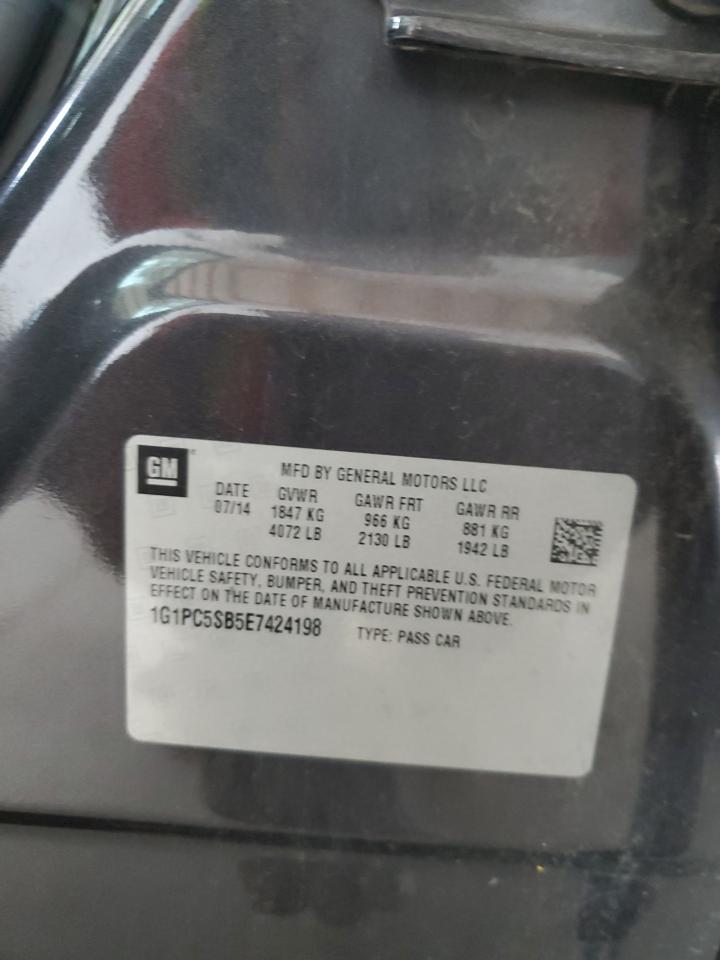 GM
MFD BY GENERAL MOTORS LLC
DATE GVWR GAWR FRT GAWR RR
07/14 1847 KG 966 KG 881 KG
4072 LB 2130 LB 1942 LB
THIS VEHICLE CONFORMS TO ALL APPLICABLE U.S. FEDERAL MOTOR
VEHICLE SAFETY, BUMPER, AND THEFT PREVENTION STANDARDS IN
EFFECT ON THE DATE OF MANUFACTURE SHOWN ABOVE.
1G1PC5SB5E7424198 TYPE: PASS CAR